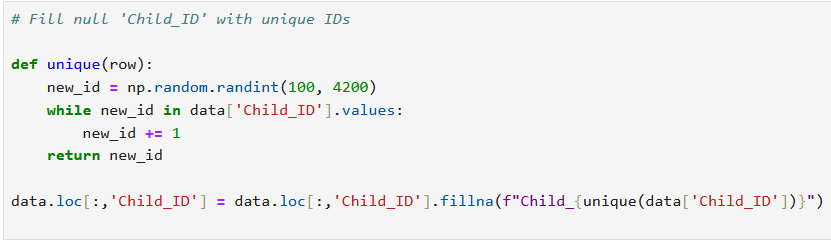 # Fill null 'Child_ID' with unique IDs
def unique(row):
    new_id = np.random.randint(100, 4200)
    while new_id in data['Child_ID'].values:
        new_id += 1
    return new_id
data.loc[:,'Child_ID'] = data.loc[:,'Child_ID'].fillna(f"Child_{unique(data['Child_ID'])}")